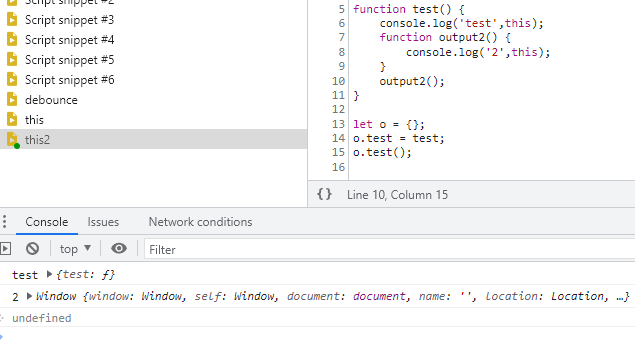 Script snippet #2
Script snippet #3
Script snippet #4
Script snippet #5
Script snippet #6
debounce
this
this2
5 function test() {
6 console.log('test',this);
7 function output2() {
8 console.log('2',this);
9 }
10 output2();
11 }
12
13 let o = {};
14 o.test = test;
15 o.test();
16
{} Line 10, Column 15
Console Issues Network conditions
top ▼ Filter
test ▶ {test: ƒ}
2 ▶ Window {window: Window, self: Window, document: document, name: '', location: Location, …}
undefined